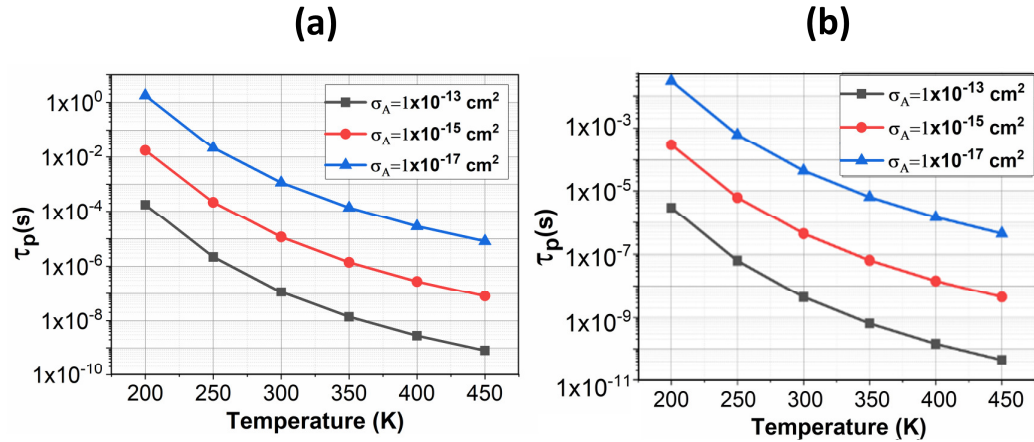 (a)
(b)
1x10⁰
1x10⁻²
1x10⁻⁴
1x10⁻⁶
1x10⁻⁸
1x10⁻¹⁰
τp(s)
σA=1x10⁻¹³ cm²
σA=1x10⁻¹⁵ cm²
σA=1x10⁻¹⁷ cm²
200 250 300 350 400 450
Temperature (K)
1x10⁻³
1x10⁻⁵
1x10⁻⁷
1x10⁻⁹
1x10⁻¹¹
τp(s)
σA=1x10⁻¹³ cm²
σA=1x10⁻¹⁵ cm²
σA=1x10⁻¹⁷ cm²
200 250 300 350 400 450
Temperature (K)